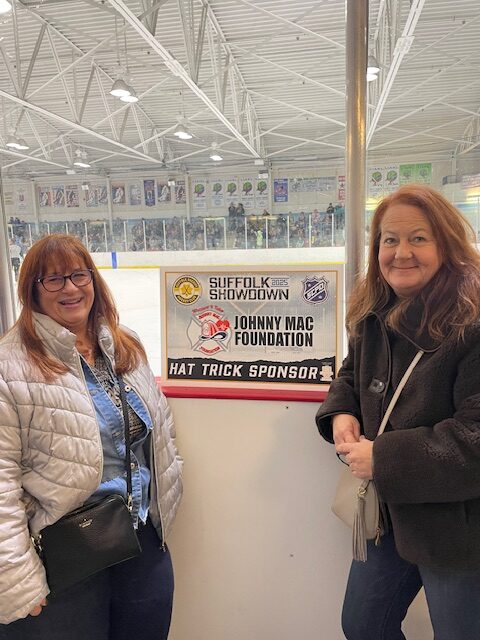 SUFFOLK 2025
SHOWDOWN
JOHNNY MAC
FOUNDATION
HAT TRICK SPONSOR